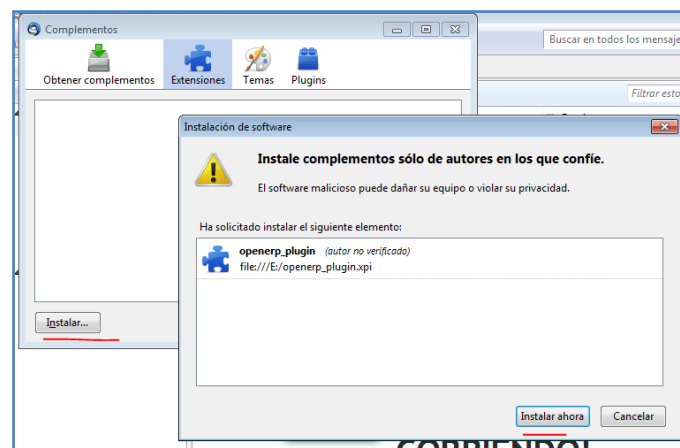 Complementos
Buscar en todos los mensaje
Obtener complementos Extensiones Temas Plugins
Filtrar esto
Instalación de software
Instale complementos sólo de autores en los que confíe.
El software malicioso puede dañar su equipo o violar su privacidad.
Ha solicitado instalar el siguiente elemento:
openerp_plugin (autor no verificado)
file:///E:/openerp_plugin.xpi
Instalar...
Instalar ahora Cancelar
CORRIENDO!